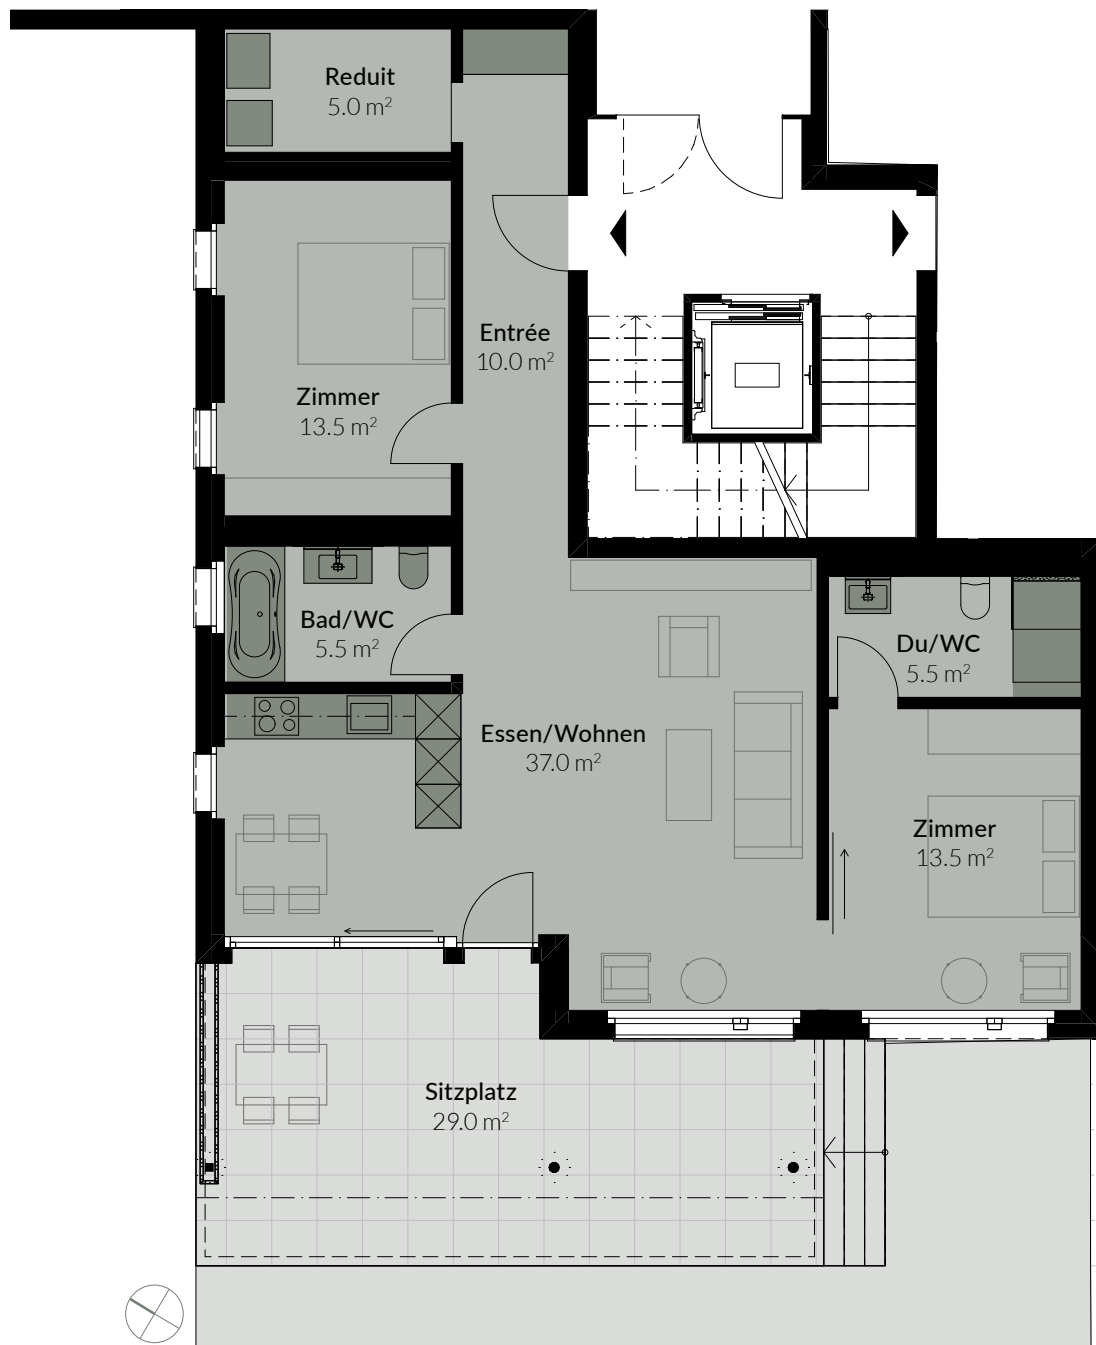 Reduit
5.0 m²
Entrée
10.0 m²
Zimmer
13.5 m²
Bad/WC
5.5 m²
Du/WC
5.5 m²
Essen/Wohnen
37.0 m²
Zimmer
13.5 m²
Sitzplatz
29.0 m²